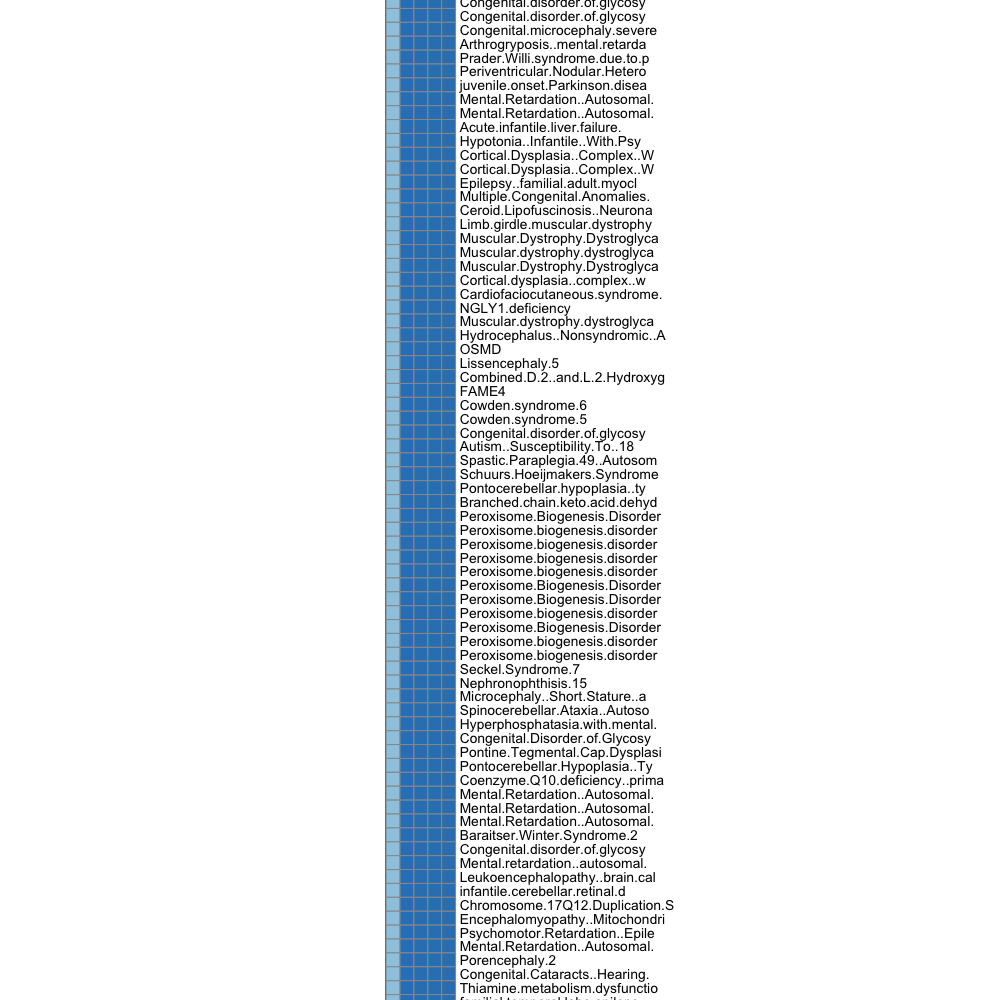 Congenital.disorder.of.glycosy
Congenital.disorder.of.glycosy
Congenital.microcephaly.severe
Arthrogryposis..mental.retarda
Prader.Willi.syndrome.due.to.p
Periventricular.Nodular.Hetero
juvenile.onset.Parkinson.disea
Mental.Retardation..Autosomal.
Mental.Retardation..Autosomal.
Acute.infantile.liver.failure.
Hypotonia..Infantile..With.Psy
Cortical.Dysplasia..Complex..W
Cortical.Dysplasia..Complex..W
Epilepsy..familial.adult.myocl
Multiple.Congenital.Anomalies.
Ceroid.Lipofuscinosis..Neurona
Limb.girdle.muscular.dystrophy
Muscular.Dystrophy.Dystroglyca
Muscular.dystrophy.dystroglyca
Muscular.Dystrophy.Dystroglyca
Cortical.dysplasia..complex..w
Cardiofaciocutaneous.syndrome.
NGLY1.deficiency
Muscular.dystrophy.dystroglyca
Hydrocephalus..Nonsyndromic..A
OSMD
Lissencephaly.5
Combined.D.2..and.L.2.Hydroxyg
FAME4
Cowden.syndrome.6
Cowden.syndrome.5
Congenital.disorder.of.glycosy
Autism..Susceptibility.To..18
Spastic.Paraplegia.49..Autosom
Schuurs.Hoeijmakers.Syndrome
Pontocerebellar.hypoplasia..ty
Branched.chain.keto.acid.dehyd
Peroxisome.Biogenesis.Disorder
Peroxisome.biogenesis.disorder
Peroxisome.biogenesis.disorder
Peroxisome.biogenesis.disorder
Peroxisome.biogenesis.disorder
Peroxisome.Biogenesis.Disorder
Peroxisome.Biogenesis.Disorder
Peroxisome.biogenesis.disorder
Peroxisome.Biogenesis.Disorder
Peroxisome.biogenesis.disorder
Peroxisome.biogenesis.disorder
Seckel.Syndrome.7
Nephronophthisis.15
Microcephaly..Short.Stature..a
Spinocerebellar.Ataxia..Autoso
Hyperphosphatasia.with.mental.
Congenital.Disorder.of.Glycosy
Pontine.Tegmental.Cap.Dysplasi
Pontocerebellar.Hypoplasia..Ty
Coenzyme.Q10.deficiency..prima
Mental.Retardation..Autosomal.
Mental.Retardation..Autosomal.
Mental.Retardation..Autosomal.
Baraitser.Winter.Syndrome.2
Congenital.disorder.of.glycosy
Mental.retardation..autosomal.
Leukoencephalopathy..brain.cal
infantile.cerebellar.retinal.d
Chromosome.17Q12.Duplication.S
Encephalomyopathy..Mitochondri
Psychomotor.Retardation..Epile
Mental.Retardation..Autosomal.
Porencephaly.2
Congenital.Cataracts..Hearing.
Thiamine.metabolism.dysfunctio